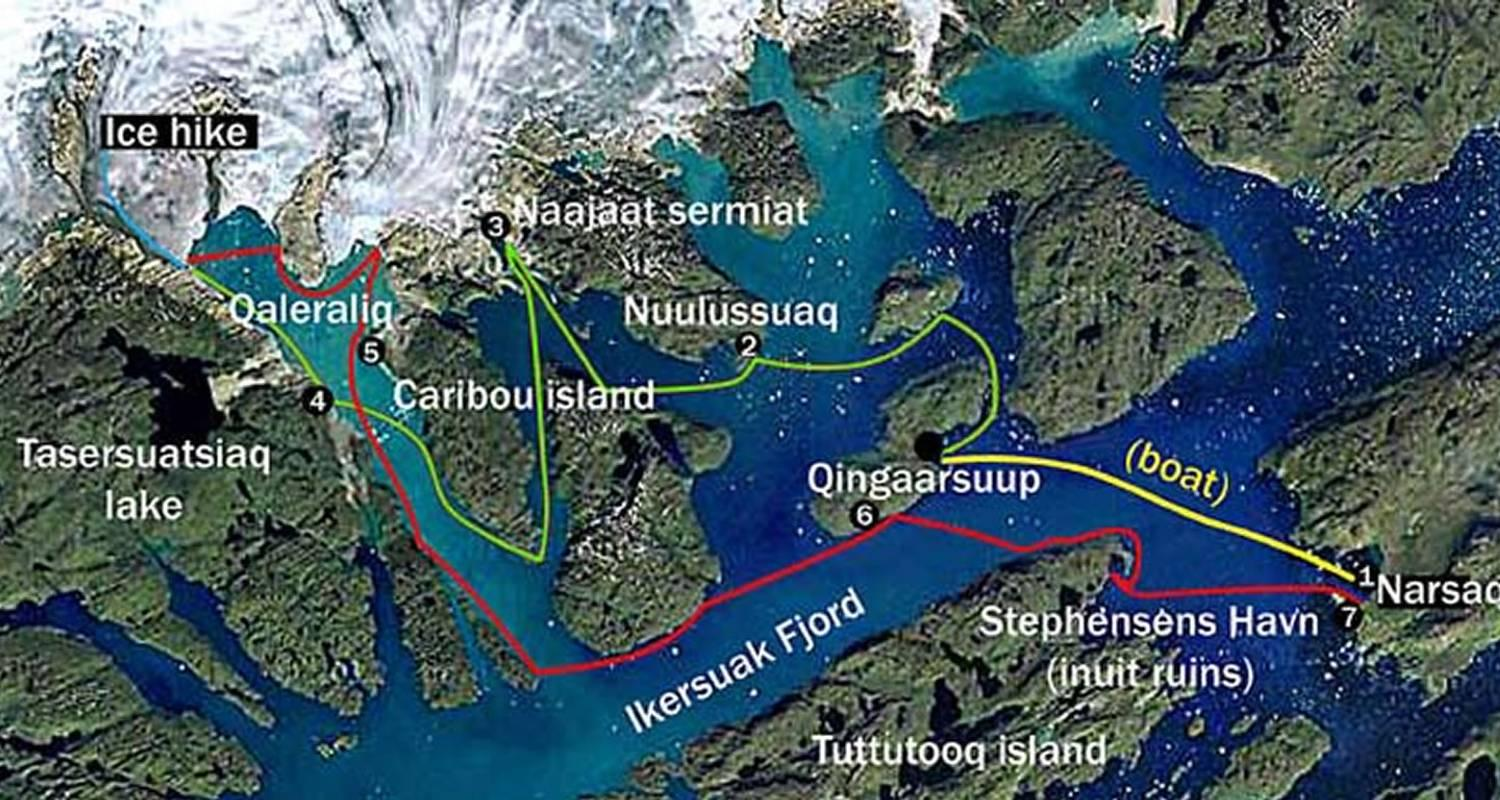 Ice hike
3
Naajaat sermiat
Qaleraliq
Nuulussuaq
2
5
4
Caribou island
Tasersuatsiaq
lake
(boat)
Qingaarsuup
6
1
Narsaq
7
Stephensens Havn
(inuit ruins)
Ikersuak Fjord
Tuttutooq island